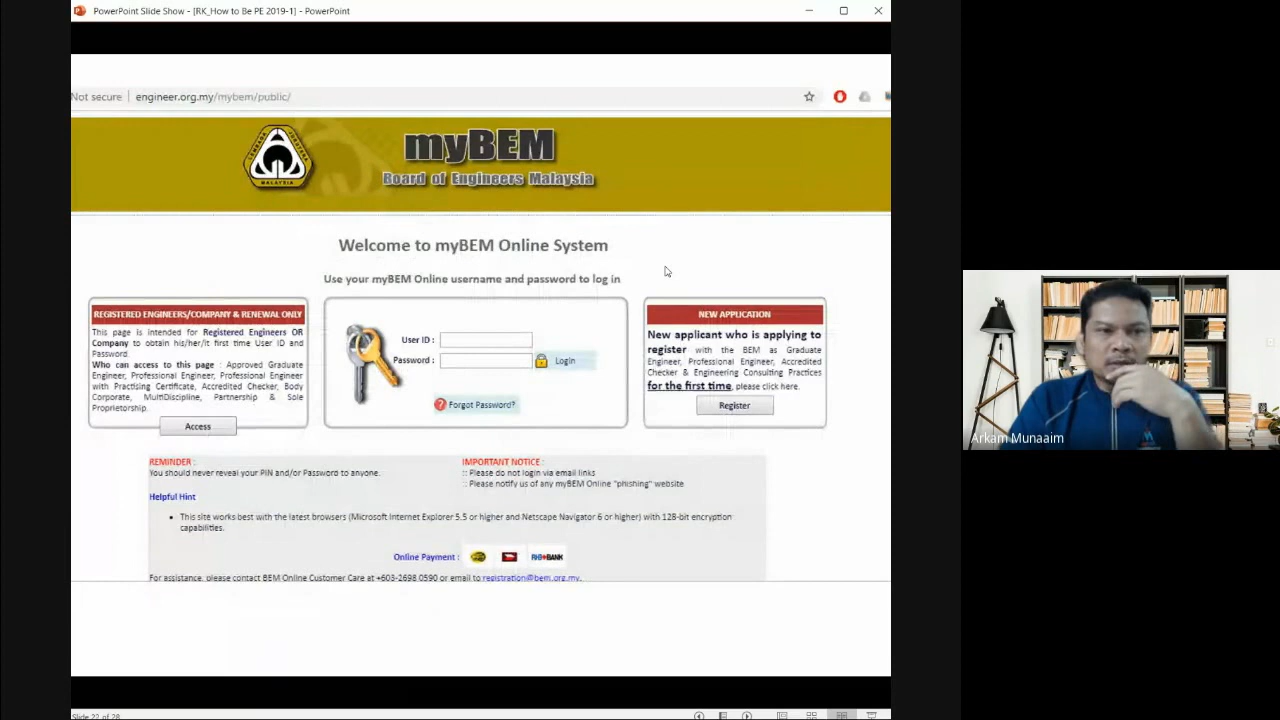 PowerPoint Slide Show - [RK_How to Be PE 2019-1] - PowerPoint
Not secure engineer.org.my/mybem/public/
myBEM
Board of Engineers Malaysia
MALAYSIA
Welcome to myBEM Online System
Use your myBEM Online username and password to log in
REGISTERED ENGINEERS/COMPANY & RENEWAL ONLY
This page is intended for Registered Engineers OR
Company to obtain his/her/it first time User ID and
Password.
Who can access to this page : Approved Graduate
Engineer, Professional Engineer, Professional Engineer
with Practising Certificate, Accredited Checker, Body
Corporate, MultiDiscipline, Partnership & Sole
Proprietorship.
Access
User ID :
Password :
Login
Forgot Password?
NEW APPLICATION
New applicant who is applying to
register with the BEM as Graduate
Engineer, Professional Engineer, Accredited
Checker & Engineering Consulting Practices
for the first time, please click here.
Register
REMINDER :
You should never reveal your PIN and/or Password to anyone.
IMPORTANT NOTICE :
:: Please do not login via email links
:: Please notify us of any myBEM Online "phishing" website
Helpful Hint
• This site works best with the latest browsers (Microsoft Internet Explorer 5.5 or higher and Netscape Navigator 6 or higher) with 128-bit encryption
capabilities.
Online Payment :
RHB BANK
For assistance, please contact BEM Online Customer Care at +603-2698 0590 or email to registration@bem.org.my.
Slide 22 of 28
Arkam Munaaim